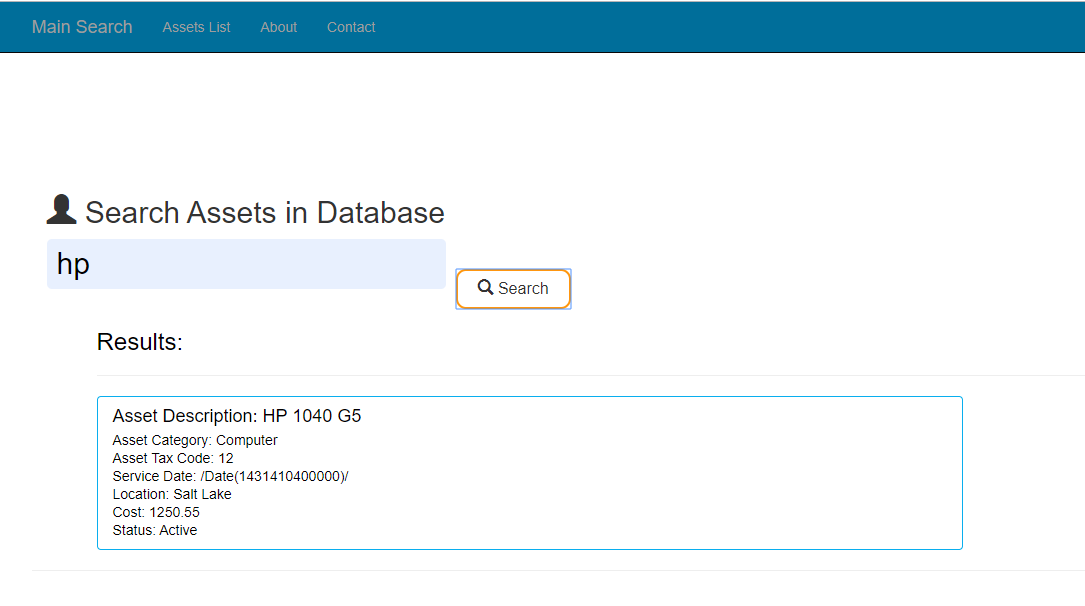 Main Search Assets List About Contact
Search Assets in Database
hp
Search
Results:
Asset Description: HP 1040 G5
Asset Category: Computer
Asset Tax Code: 12
Service Date: /Date(1431410400000)/
Location: Salt Lake
Cost: 1250.55
Status: Active